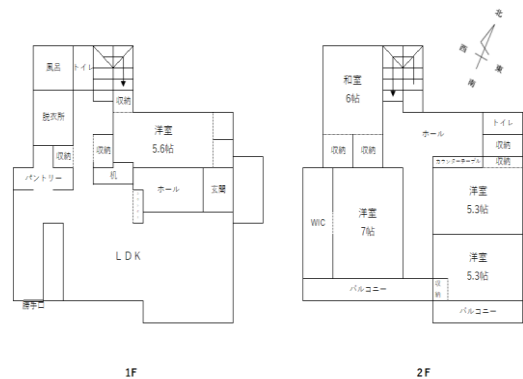 北
西
東
南
風呂
トイレ
収納
脱衣所
洋室
5.6帖
収納
収納
パントリー
机
ホール
玄関
LDK
勝手口
1F
和室
6帖
ホール
トイレ
収納
収納
収納
カウンターテーブル
収納
WIC
洋室
7帖
洋室
5.3帖
洋室
5.3帖
収納
バルコニー
バルコニー
2F